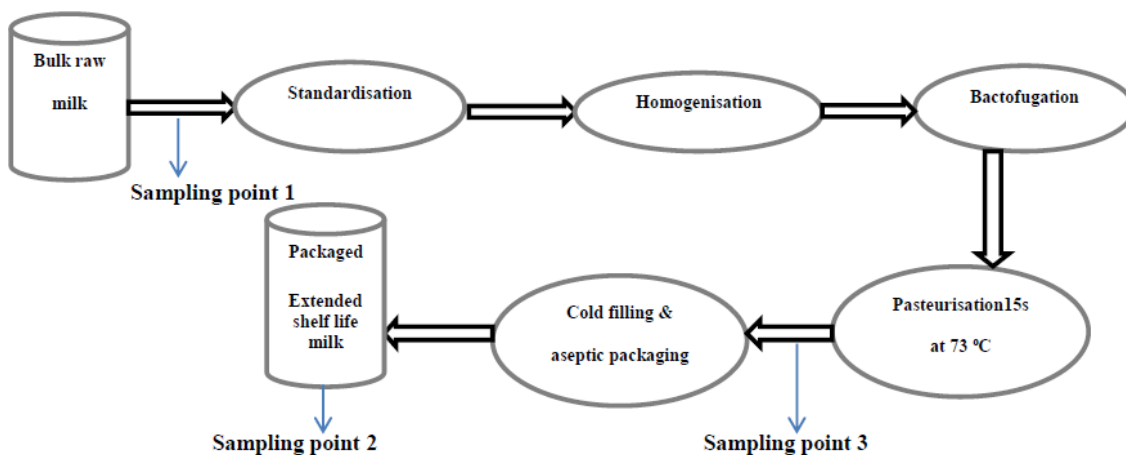 Bulk raw
milk
Standardisation
Homogenisation
Bactofugation
Sampling point 1
Packaged
Extended
shelf life
milk
Cold filling &
aseptic packaging
Pasteurisation15s
at 73 ºC
Sampling point 2
Sampling point 3